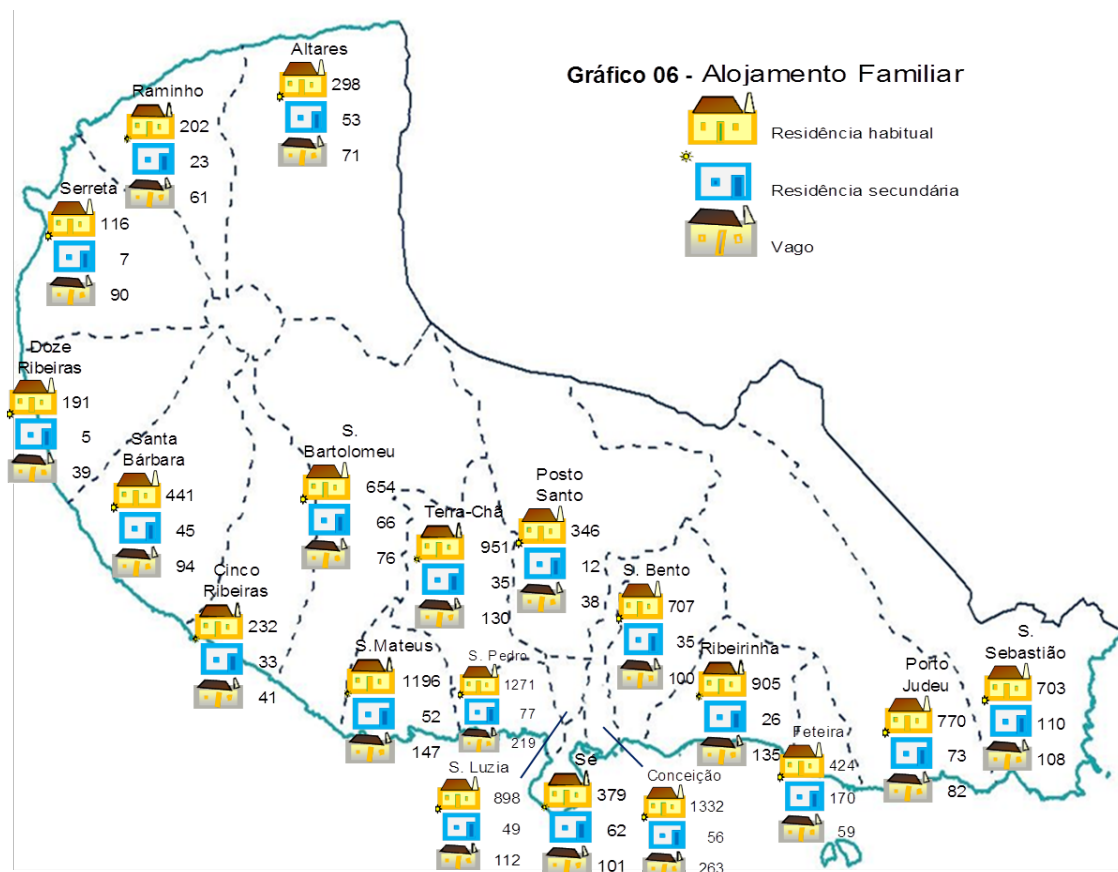 Gráfico 06 - Alojamento Familiar
Residência habitual
Residência secundária
Vago
Altares
298
53
71
Raminho
202
23
61
Serreta
116
7
90
Doze
Ribeiras
191
5
39
Santa
Bárbara
441
45
94
Cinco
Ribeiras
232
33
41
S.
Bartolomeu
654
66
76
Terra-Chã
951
35
130
Posto
Santo
346
12
38
S. Bento
707
35
100
S.Mateus
1196
52
147
S. Pedro
1271
77
219
Ribeirinha
905
26
135
Feteira
424
170
59
Porto
Judeu
770
73
82
S.
Sebastião
703
110
108
S. Luzia
898
49
112
Sé
379
62
101
Conceição
1332
56
263